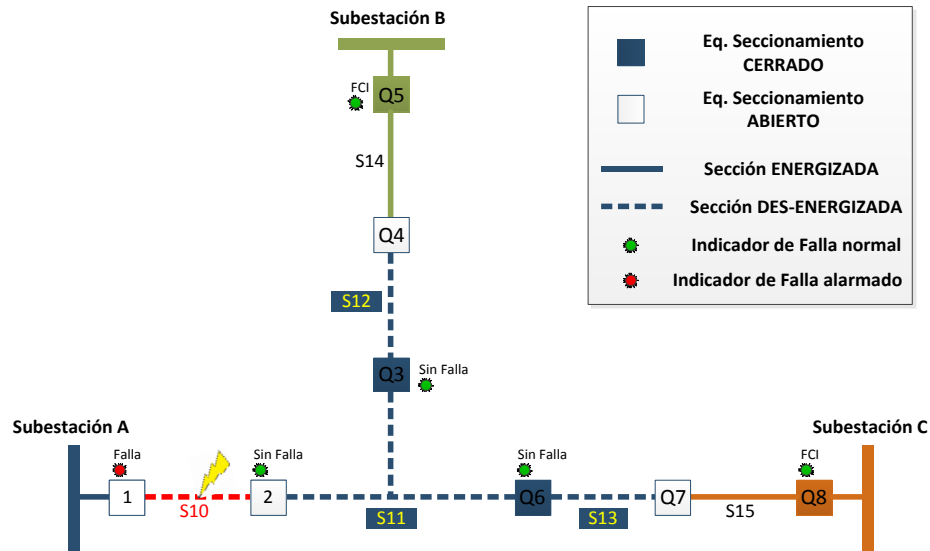 Subestación B
FCI
Q5
S14
Q4
S12
Q3
Sin Falla
Subestación A
Falla
1
S10
Sin Falla
2
S11
Sin Falla
Q6
S13
Q7
S15
Subestación C
FCI
Q8
Eq. Seccionamiento
CERRADO
Eq. Seccionamiento
ABIERTO
Sección ENERGIZADA
Sección DES-ENERGIZADA
Indicador de Falla normal
Indicador de Falla alarmado